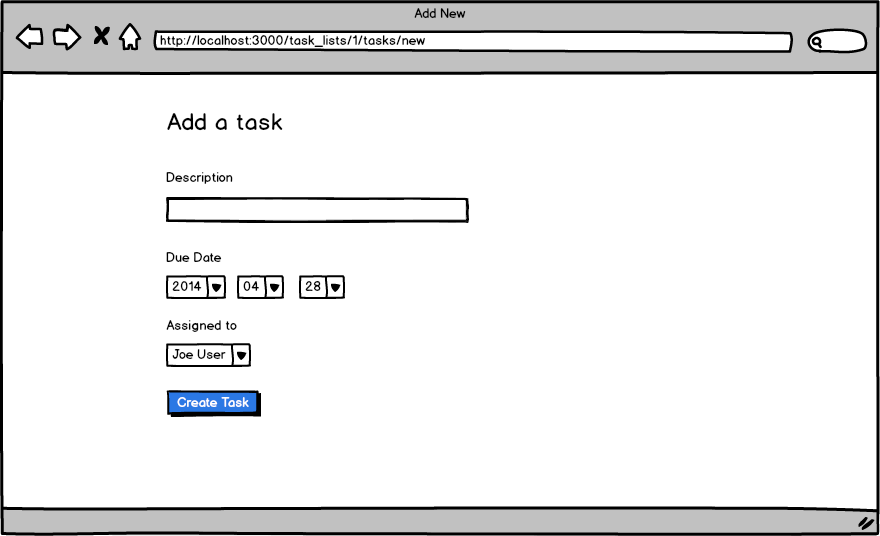 Add New
http://localhost:3000/task_lists/1/tasks/new
Add a task
Description
Due Date
2014 04 28
Assigned to
Joe User
Create Task